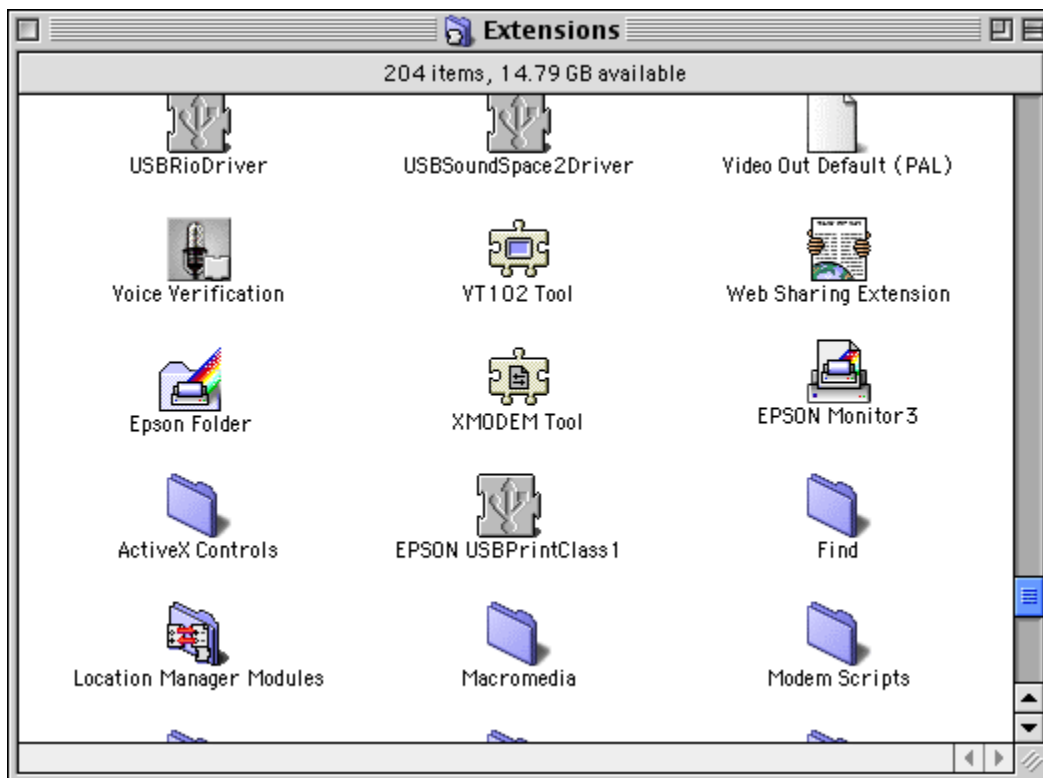 Extensions
204 items, 14.79 GB available
USBRioDriver
USBSoundSpace2Driver
Video Out Default (PAL)
Voice Verification
VT102 Tool
Web Sharing Extension
Epson Folder
XMODEM Tool
EPSON Monitor3
ActiveX Controls
EPSON USBPrintClass1
Find
Location Manager Modules
Macromedia
Modem Scripts